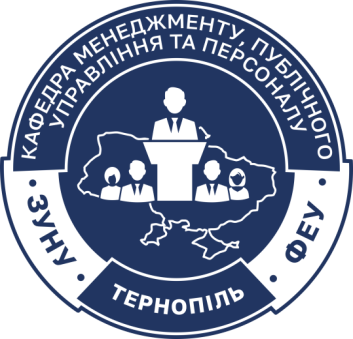 КАФЕДРА МЕНЕДЖМЕНТУ, ПУБЛІЧНОГО
УПРАВЛІННЯ ТА ПЕРСОНАЛУ
• ЗУНУ •
• ФЕУ •
ТЕРНОПІЛЬ